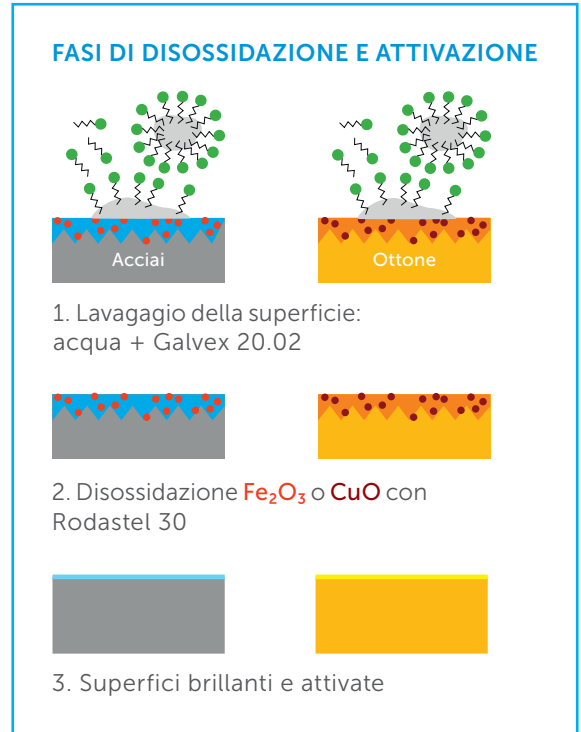 FASI DI DISOSSIDAZIONE E ATTIVAZIONE
Acciai
Ottone
1. Lavagagio della superficie:
acqua + Galvex 20.02
2. Disossidazione Fe₂O₃ o CuO con
Rodastel 30
3. Superfici brillanti e attivate